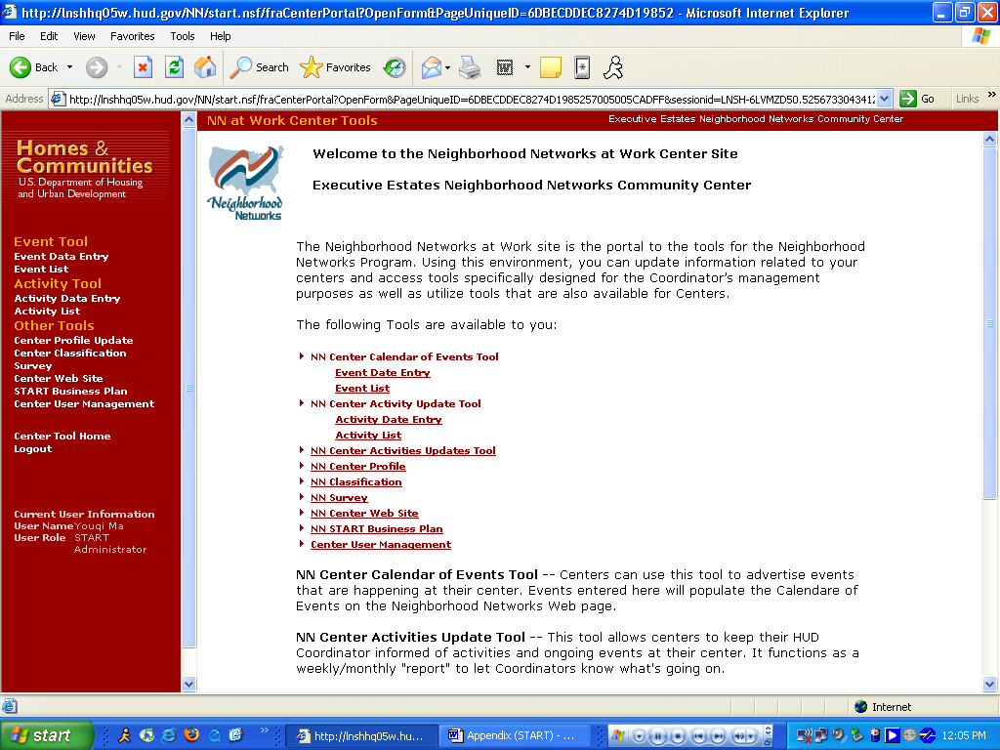 http://lnshhq05w.hud.gov/NN/start.nsf/fraCenterPortal?OpenForm&PageUniqueID=6DBECDDEC8274D19852 - Microsoft Internet Explorer
File Edit View Favorites Tools Help
Back Search Favorites
Address http://lnshhq05w.hud.gov/NN/start.nsf/fraCenterPortal?OpenForm&PageUniqueID=6DBECDDEC8274D1985257005005CADFF&sessionid=LNSH-6LVMZD50.5256733043412 Go Links »
NN at Work Center Tools Executive Estates Neighborhood Networks Community Center
Homes &
Communities
U.S. Department of Housing
and Urban Development
Event Tool
Event Data Entry
Event List
Activity Tool
Activity Data Entry
Activity List
Other Tools
Center Profile Update
Center Classification
Survey
Center Web Site
START Business Plan
Center User Management
Center Tool Home
Logout
Current User Information
User Name Youqi Ma
User Role START
Administrator
Neighborhood
Networks
Welcome to the Neighborhood Networks at Work Center Site
Executive Estates Neighborhood Networks Community Center
The Neighborhood Networks at Work site is the portal to the tools for the Neighborhood
Networks Program. Using this environment, you can update information related to your
centers and access tools specifically designed for the Coordinator's management
purposes as well as utilize tools that are also available for Centers.
The following Tools are available to you:
NN Center Calendar of Events Tool
Event Date Entry
Event List
NN Center Activity Update Tool
Activity Date Entry
Activity List
NN Center Activities Updates Tool
NN Center Profile
NN Classification
NN Survey
NN Center Web Site
NN START Business Plan
Center User Management
NN Center Calendar of Events Tool -- Centers can use this tool to advertise events
that are happening at their center. Events entered here will populate the Calendare of
Events on the Neighborhood Networks Web page.
NN Center Activities Update Tool -- This tool allows centers to keep their HUD
Coordinator informed of activities and ongoing events at their center. It functions as a
weekly/monthly "report" to let Coordinators know what's going on.
Internet
start » http://lnshhq05w.hu... Appendix (START) - ... 12:05 PM